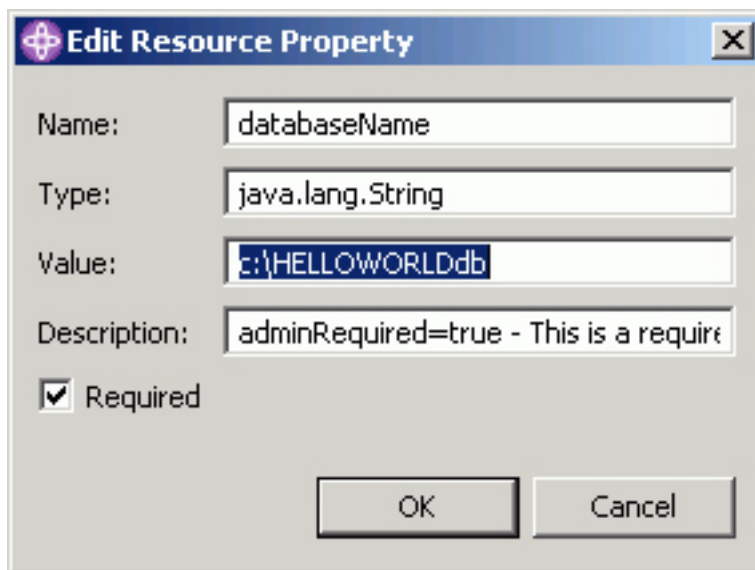 Edit Resource Property
Name: databaseName
Type: java.lang.String
Value: c:\HELLOWORLDdb
Description: adminRequired=true - This is a require
Required
OK Cancel